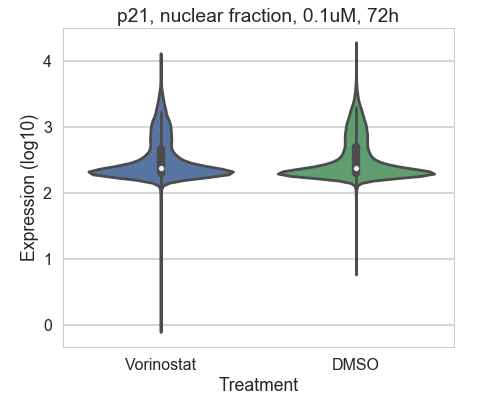 p21, nuclear fraction, 0.1uM, 72h
Expression (log10)
4
3
2
1
0
Vorinostat
DMSO
Treatment